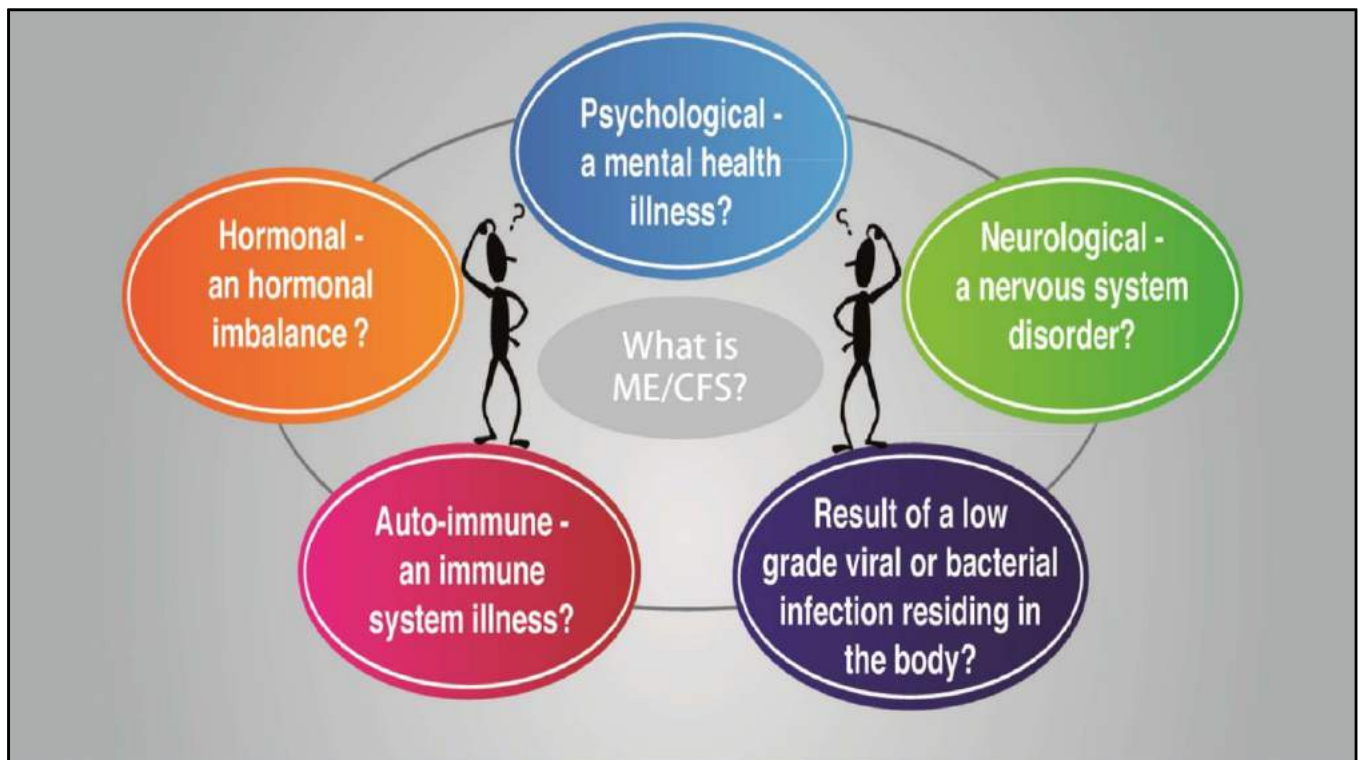 Psychological -
a mental health
illness?
Hormonal -
an hormonal
imbalance ?
?
?
Neurological -
a nervous system
disorder?
What is
ME/CFS?
Auto-immune -
an immune
system illness?
Result of a low
grade viral or bacterial
infection residing in
the body?